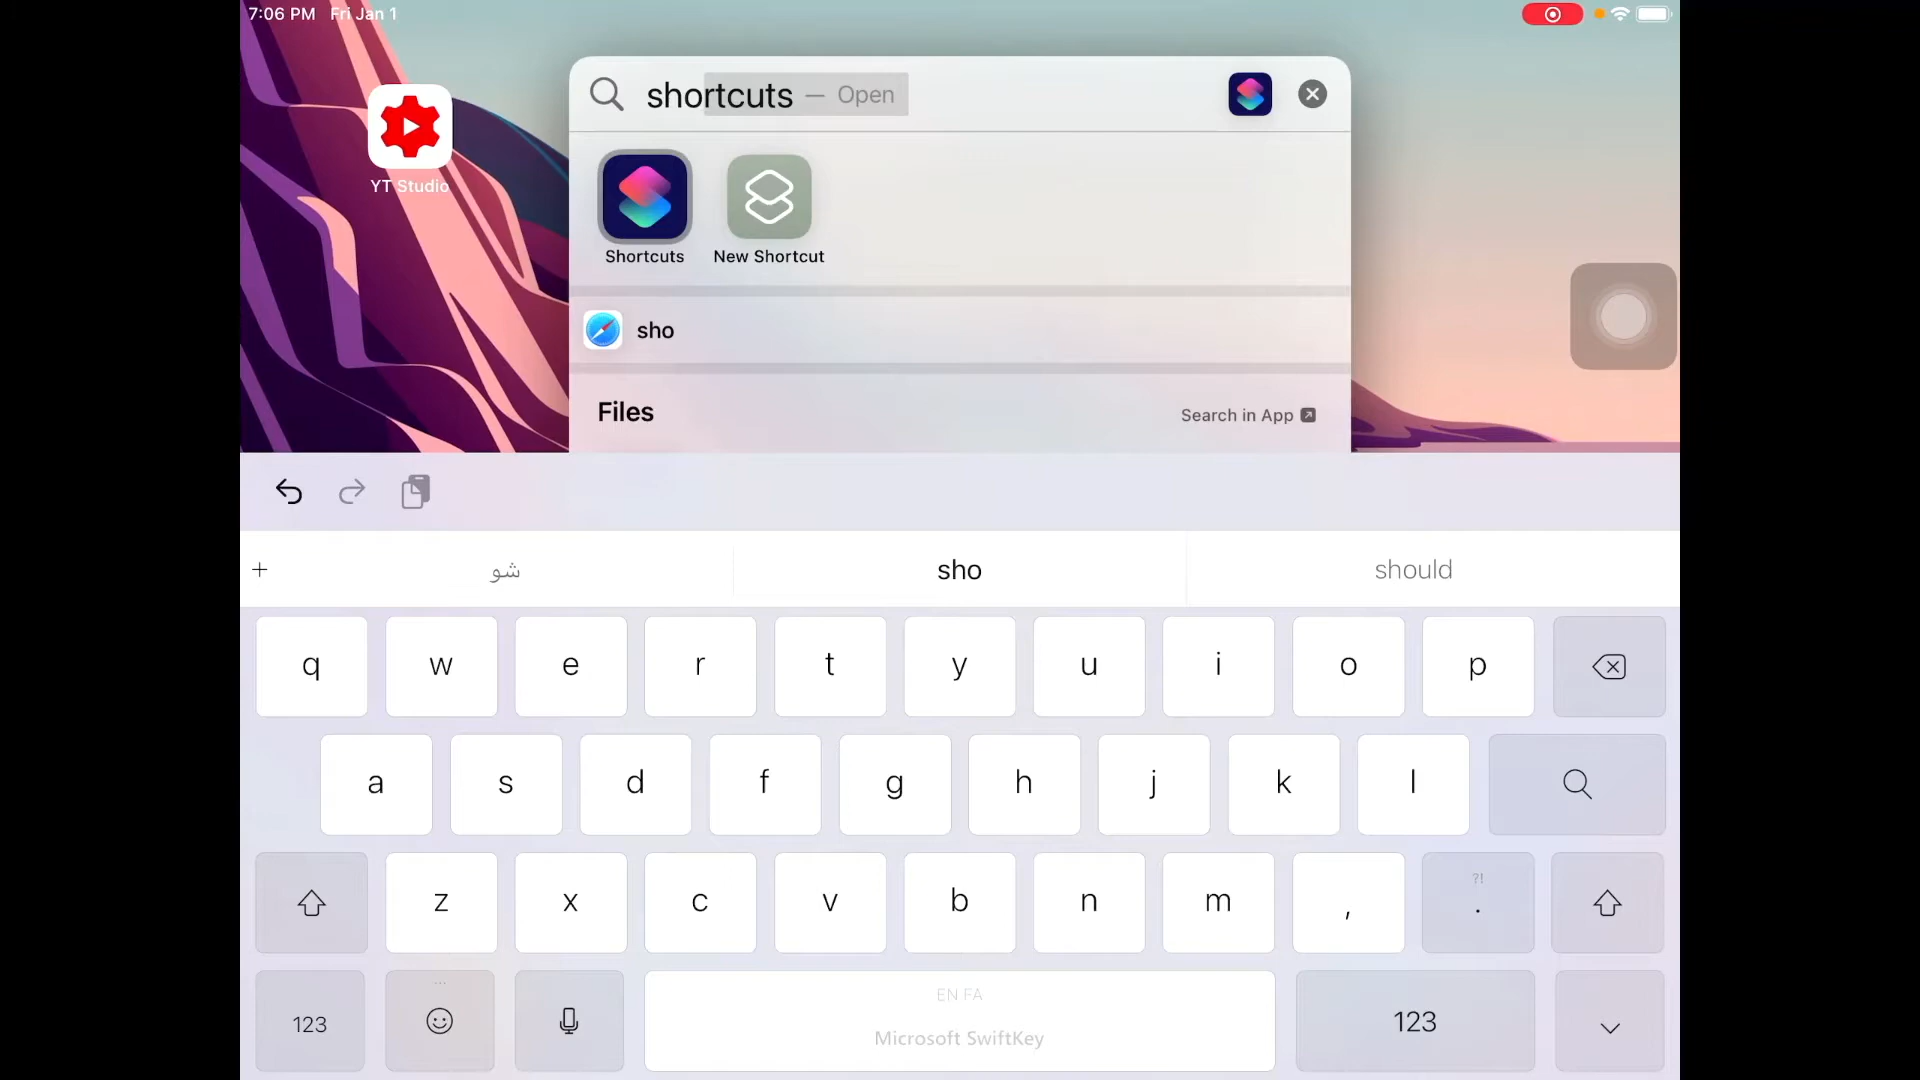 7:06 PM Fri Jan 1
shortcuts — Open
YT Studio
Shortcuts New Shortcut
sho
Files Search in App
+ شو sho should
q w e r t y u i o p
a s d f g h j k l
?!
z x c v b n m , .
...
EN FA
123 123
Microsoft SwiftKey